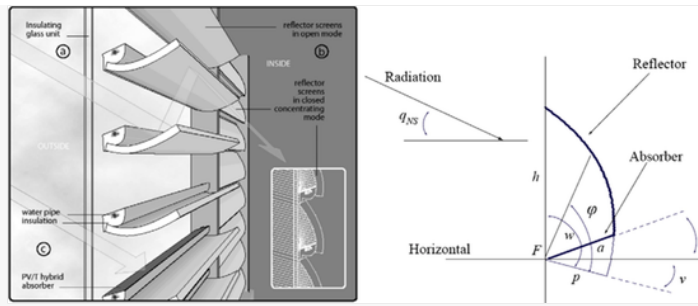 Insulating
glass unit
a
reflector screens
in open mode
b
INSIDE
reflector
screens
in closed
concentrating
mode
OUTSIDE
water pipe
insulation
c
PV/T hybrid
absorber
Radiation
qNS
Reflector
Absorber
h
φ
w
a
Horizontal
F
p
v